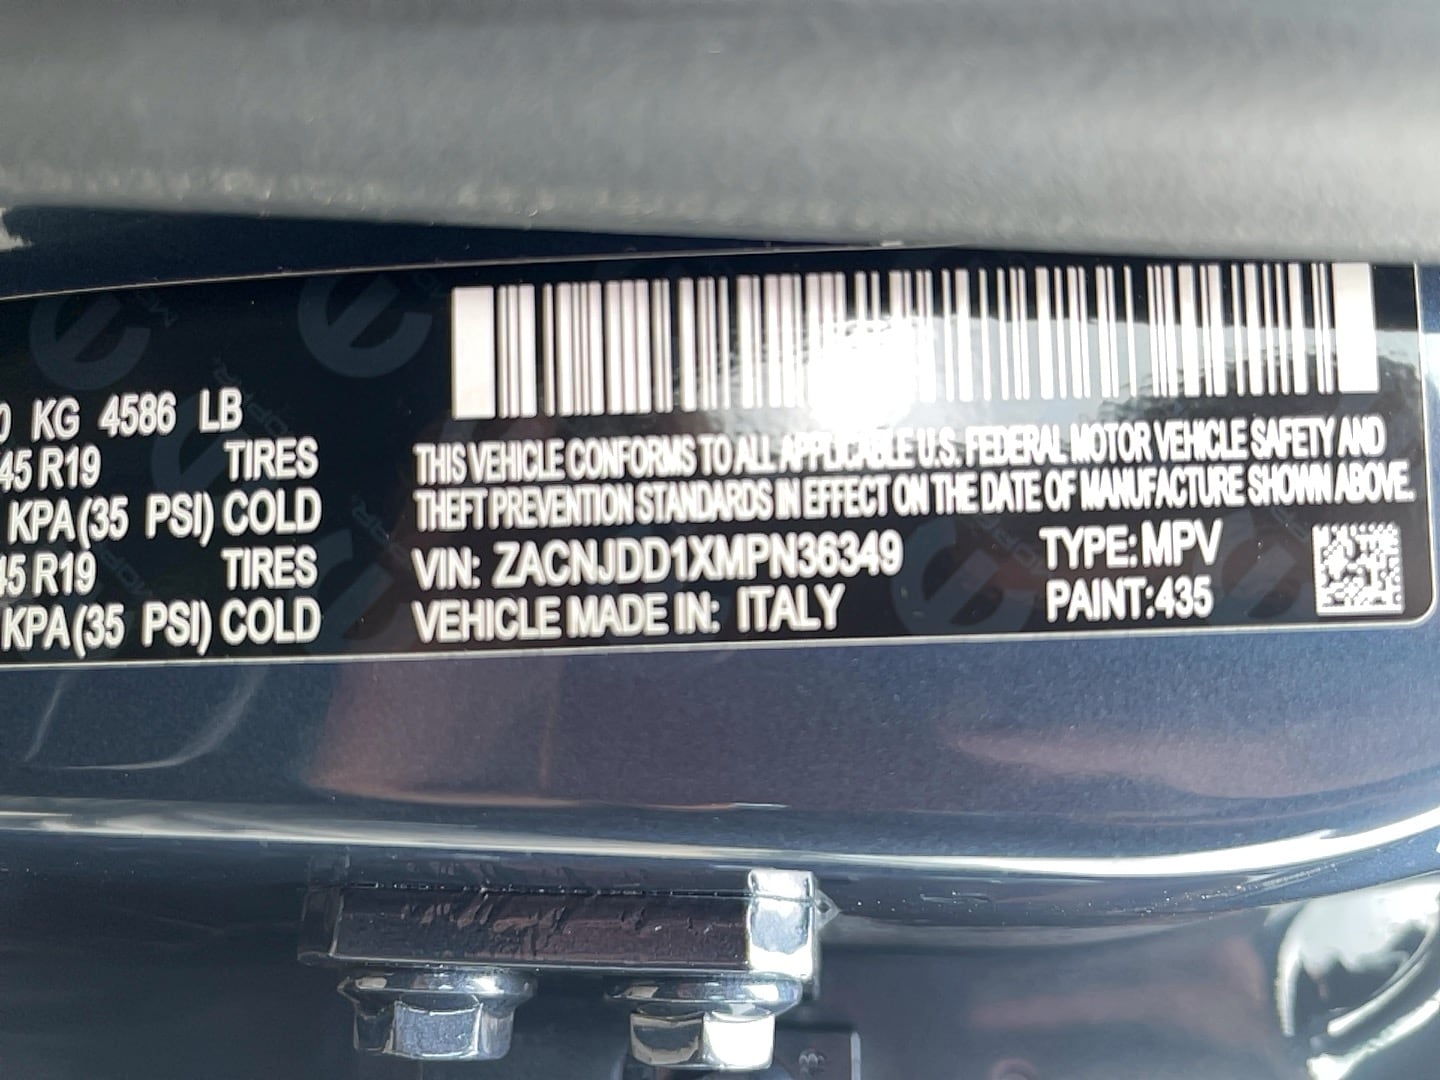 0 KG 4586 LB
45 R19 TIRES
KPA(35 PSI) COLD
45 R19 TIRES
KPA(35 PSI) COLD
THIS VEHICLE CONFORMS TO ALL APPLICABLE U.S. FEDERAL MOTOR VEHICLE SAFETY AND
THEFT PREVENTION STANDARDS IN EFFECT ON THE DATE OF MANUFACTURE SHOWN ABOVE.
VIN: ZACNJDD1XMPN36349 TYPE: MPV
VEHICLE MADE IN: ITALY PAINT:435